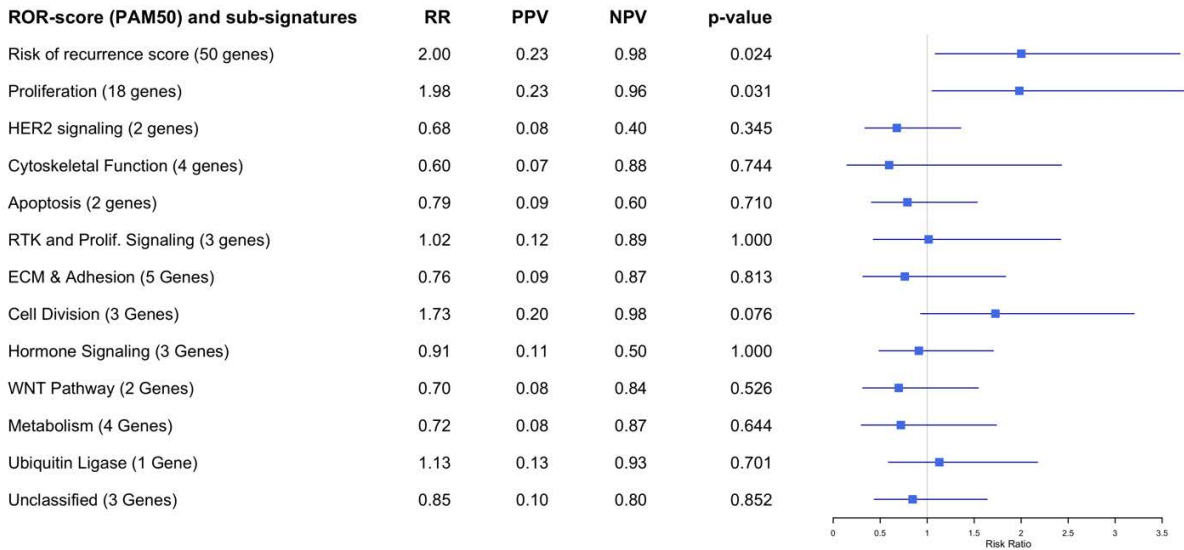 ROR-score (PAM50) and sub-signatures RR PPV NPV p-value
Risk of recurrence score (50 genes) 2.00 0.23 0.98 0.024
Proliferation (18 genes) 1.98 0.23 0.96 0.031
HER2 signaling (2 genes) 0.68 0.08 0.40 0.345
Cytoskeletal Function (4 genes) 0.60 0.07 0.88 0.744
Apoptosis (2 genes) 0.79 0.09 0.60 0.710
RTK and Prolif. Signaling (3 genes) 1.02 0.12 0.89 1.000
ECM & Adhesion (5 Genes) 0.76 0.09 0.87 0.813
Cell Division (3 Genes) 1.73 0.20 0.98 0.076
Hormone Signaling (3 Genes) 0.91 0.11 0.50 1.000
WNT Pathway (2 Genes) 0.70 0.08 0.84 0.526
Metabolism (4 Genes) 0.72 0.08 0.87 0.644
Ubiquitin Ligase (1 Gene) 1.13 0.13 0.93 0.701
Unclassified (3 Genes) 0.85 0.10 0.80 0.852
0 0.5 1 1.5 2 2.5 3 3.5
Risk Ratio